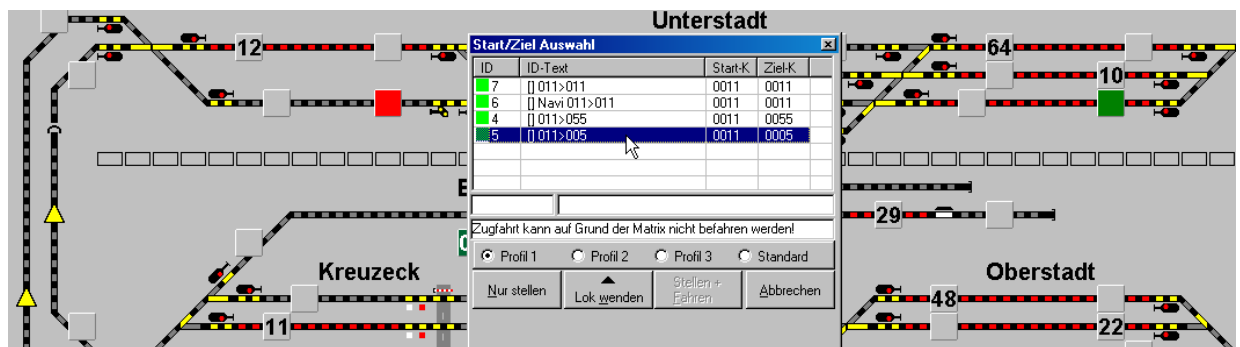 Unterstadt
12
64
10
Start/Ziel Auswahl
ID ID-Text Start-K Ziel-K
7 [] 011>011 0011 0011
6 [] Navi 011>011 0011 0011
4 [] 011>055 0011 0055
5 [] 011>005 0011 0005
29
Zugfahrt kann auf Grund der Matrix nicht befahren werden!
Profil 1 Profil 2 Profil 3 Standard
Nur stellen Lok wenden Stellen + Fahren Abbrechen
Kreuzeck
Oberstadt
11
48
22